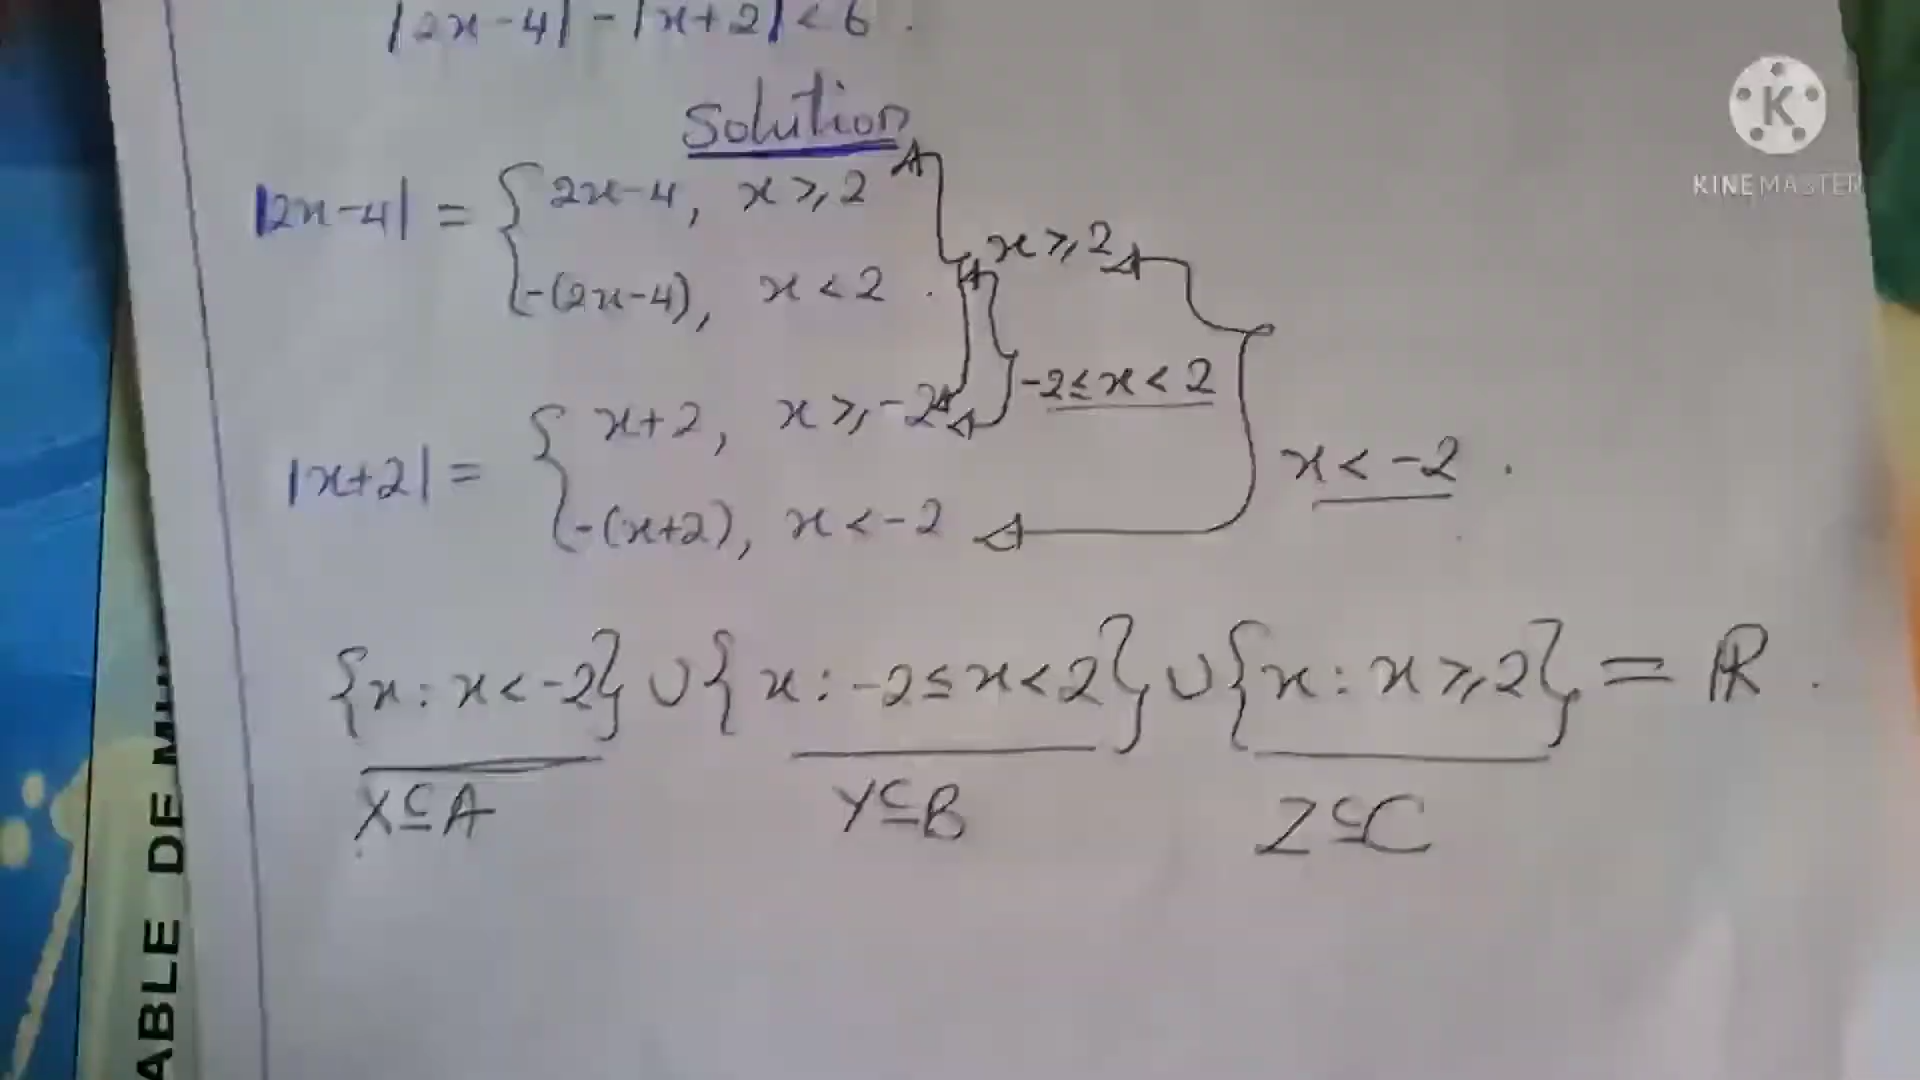 |2x-4| - |x+2| < 6.
Solution
|2x-4| = { 2x-4, x ≥ 2
-(2x-4), x < 2.
x ≥ 2
-2 ≤ x < 2
|x+2| = { x+2, x ≥ -2
-(x+2), x < -2
x < -2.
{x: x < -2} ∪ {x: -2 ≤ x < 2} ∪ {x: x ≥ 2} = ℝ.
X ⊆ A Y ⊆ B Z ⊆ C
K
KINEMASTER
ABLE DE